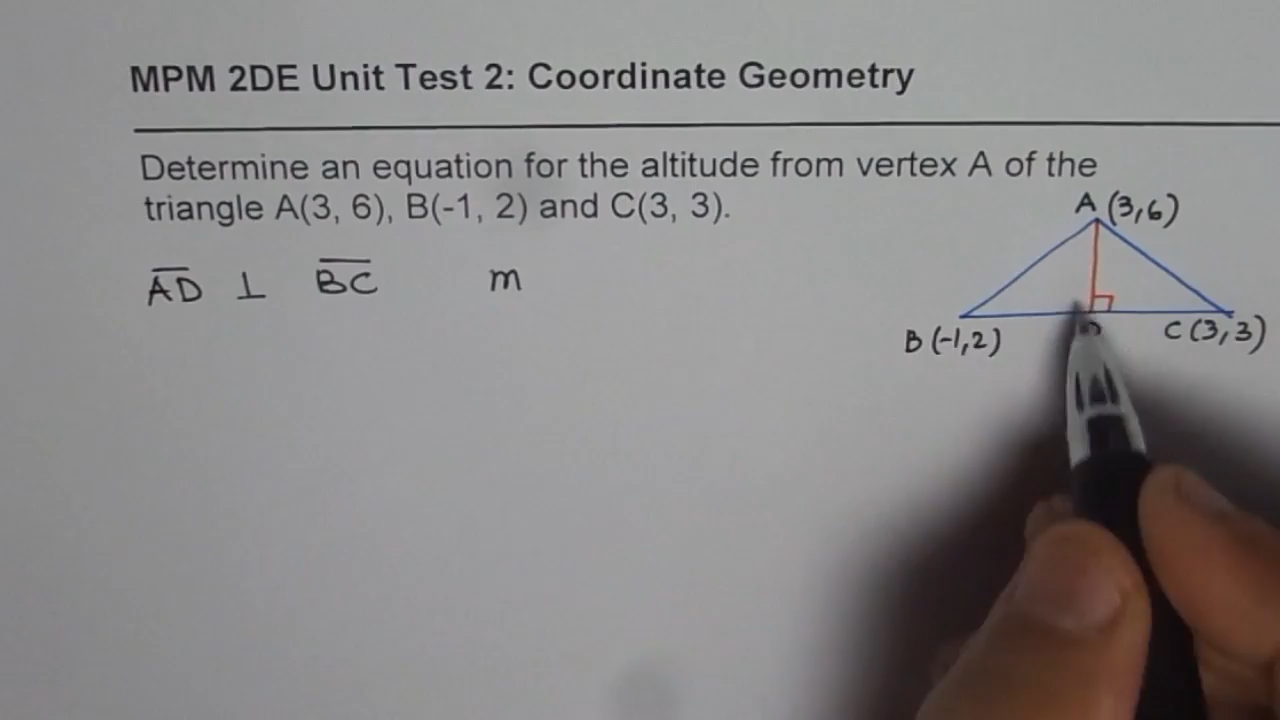 MPM 2DE Unit Test 2: Coordinate Geometry
Determine an equation for the altitude from vertex A of the
triangle A(3, 6), B(-1, 2) and C(3, 3).
A (3,6)
AD ⊥ BC m
B (-1,2) D C (3,3)